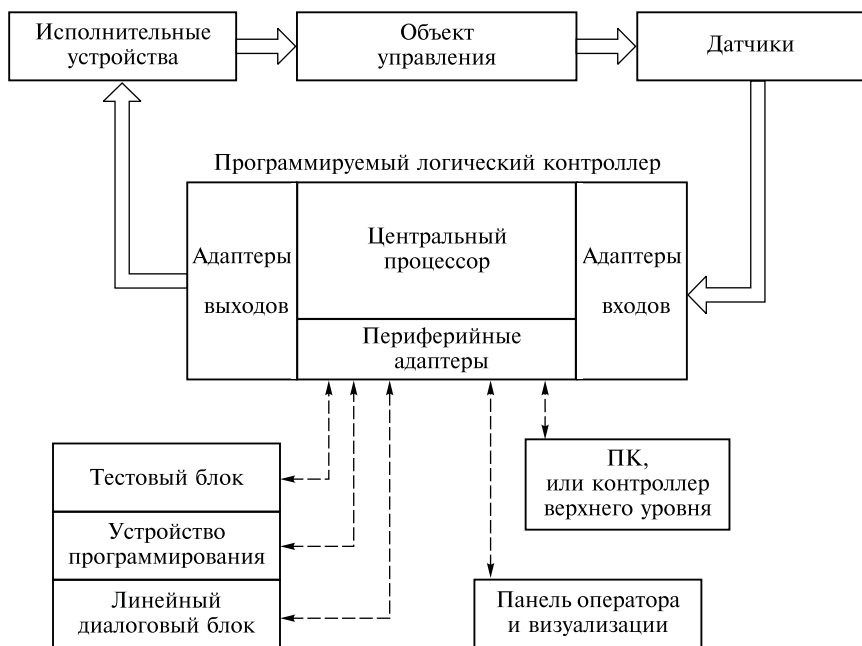 Исполнительные
устройства
Объект
управления
Датчики
Программируемый логический контроллер
Адаптеры
выходов
Центральный
процессор
Адаптеры
входов
Периферийные
адаптеры
Тестовый блок
Устройство
программирования
Линейный
диалоговый блок
ПК,
или контроллер
верхнего уровня
Панель оператора
и визуализации